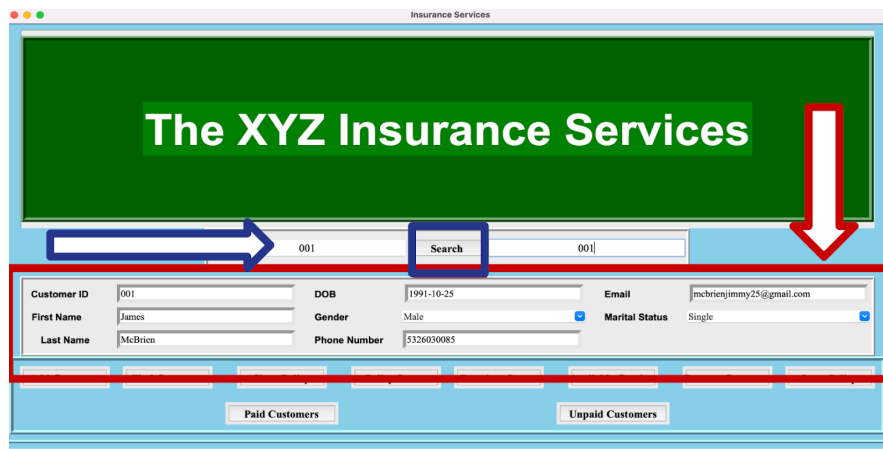 Insurance Services
The XYZ Insurance Services
001 Search 001
Customer ID 001 DOB 1991-10-25 Email mcbrienjimmy25@gmail.com
First Name James Gender Male Marital Status Single
Last Name McBrien Phone Number 5326030085
Paid Customers Unpaid Customers